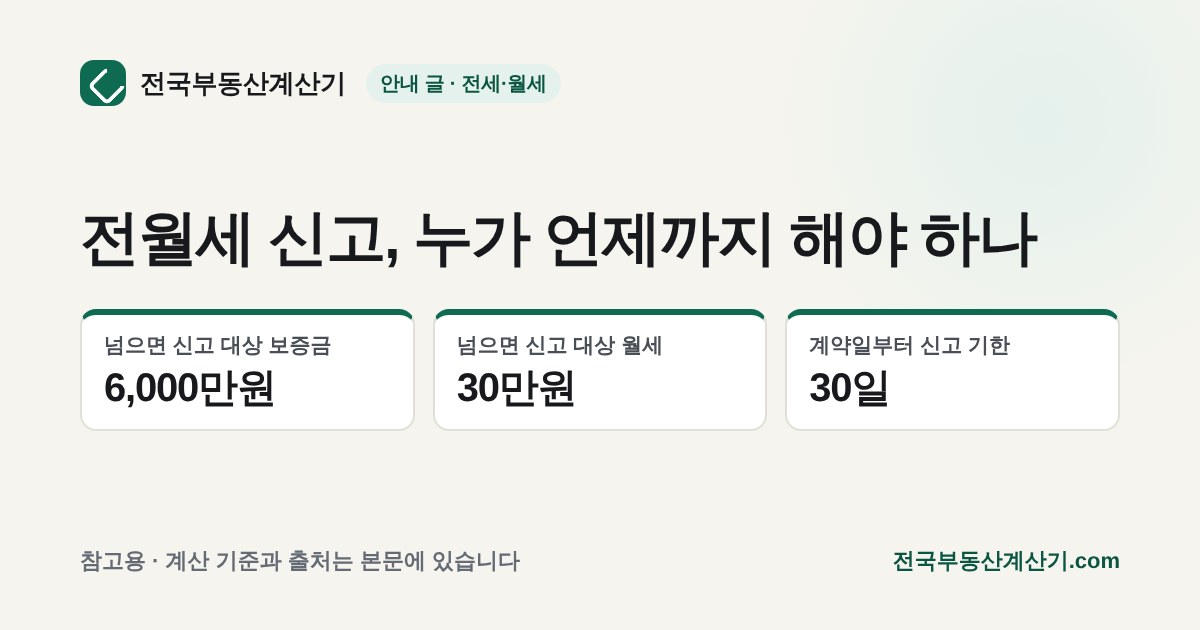 전국부동산계산기
안내 글 · 전세·월세
전월세 신고, 누가 언제까지 해야 하나
넘으면 신고 대상 보증금
6,000만원
넘으면 신고 대상 월세
30만원
계약일부터 신고 기한
30일
참고용 · 계산 기준과 출처는 본문에 있습니다
전국부동산계산기.com